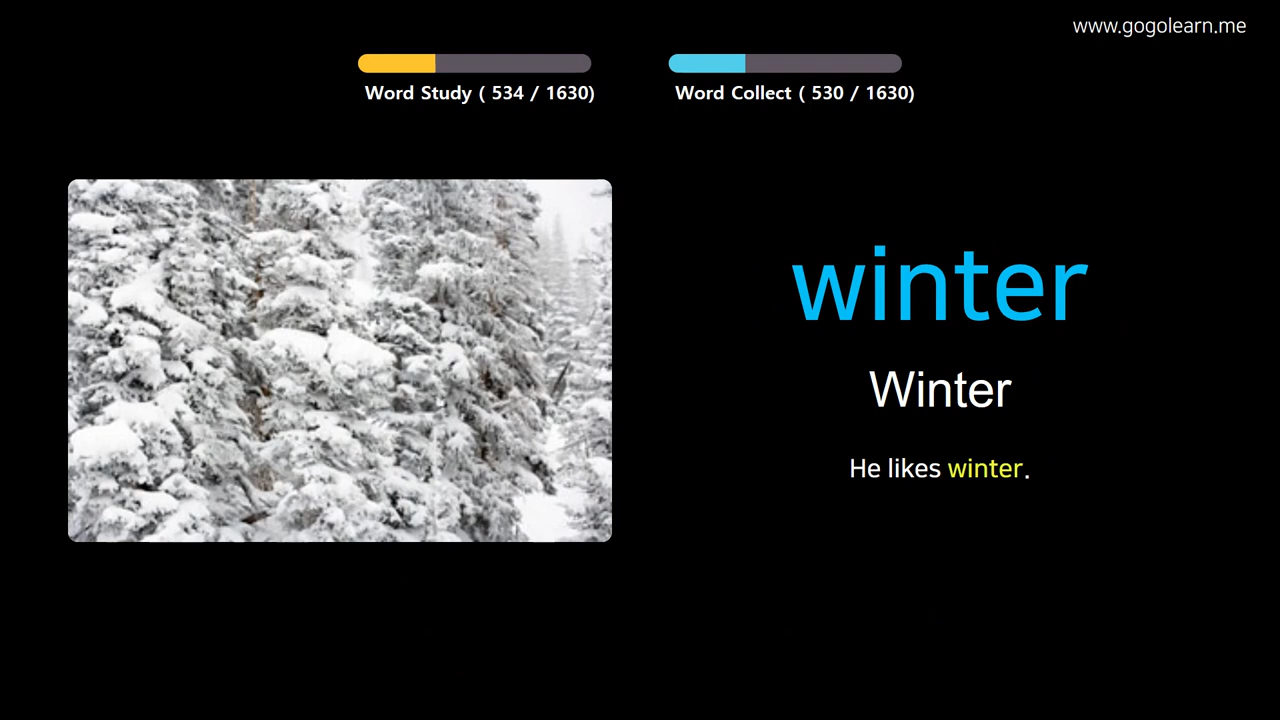 www.gogolearn.me
Word Study ( 534 / 1630)
Word Collect ( 530 / 1630)
winter
Winter
He likes winter.